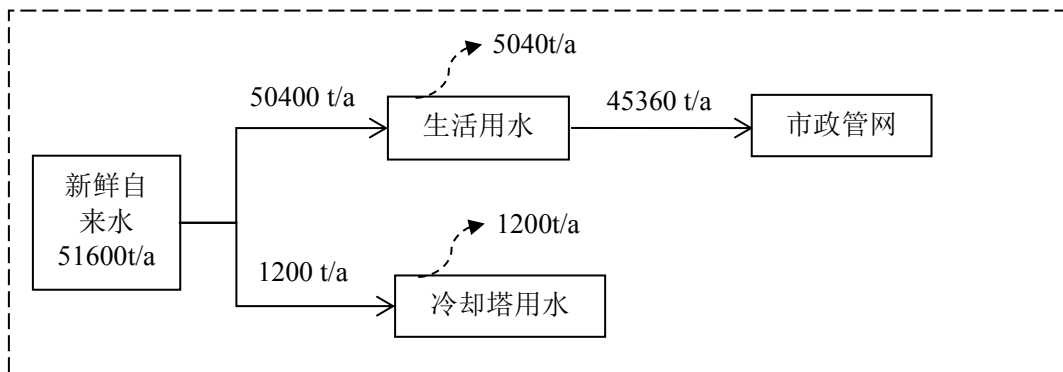 5040t/a
50400 t/a
生活用水
45360 t/a
市政管网
新鲜自
来水
51600t/a
1200t/a
1200 t/a
冷却塔用水